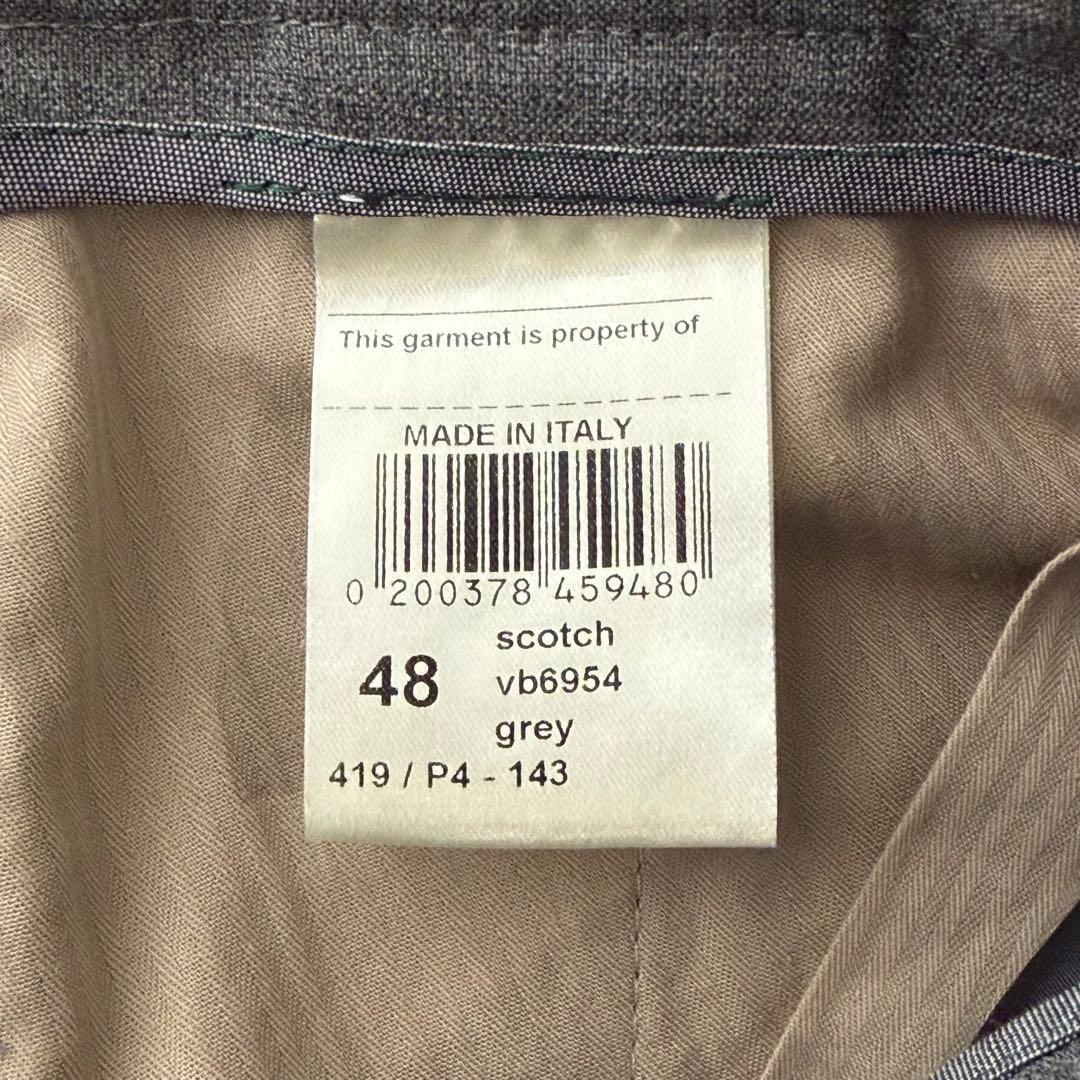 This garment is property of
MADE IN ITALY
0 200378 459480
48
scotch
vb6954
grey
419 / P4 - 143